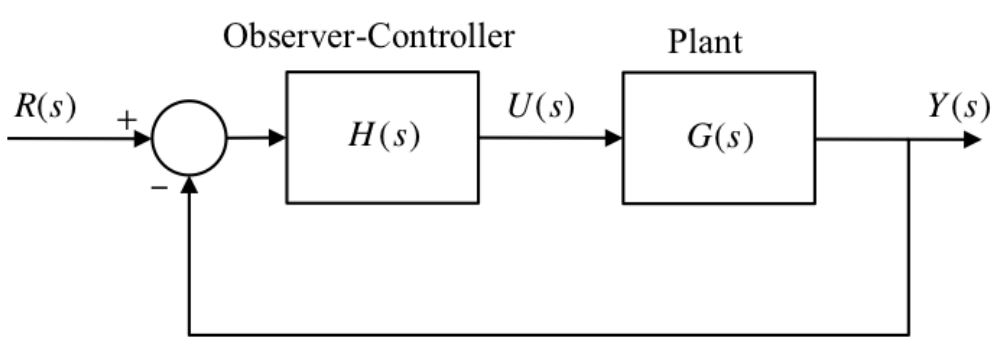 Observer-Controller
Plant
R(s)
+
H(s)
U(s)
G(s)
Y(s)
−